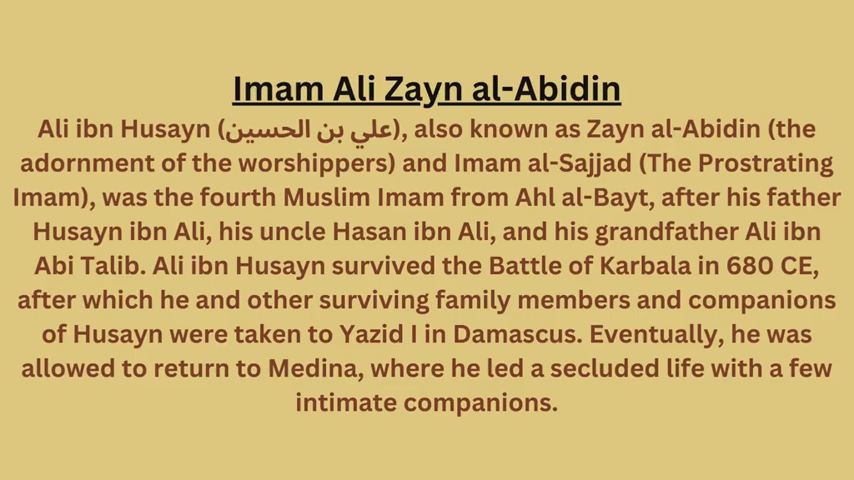 Imam Ali Zayn al-Abidin
Ali ibn Husayn (علي بن الحسين), also known as Zayn al-Abidin (the
adornment of the worshippers) and Imam al-Sajjad (The Prostrating
Imam), was the fourth Muslim Imam from Ahl al-Bayt, after his father
Husayn ibn Ali, his uncle Hasan ibn Ali, and his grandfather Ali ibn
Abi Talib. Ali ibn Husayn survived the Battle of Karbala in 680 CE,
after which he and other surviving family members and companions
of Husayn were taken to Yazid I in Damascus. Eventually, he was
allowed to return to Medina, where he led a secluded life with a few
intimate companions.